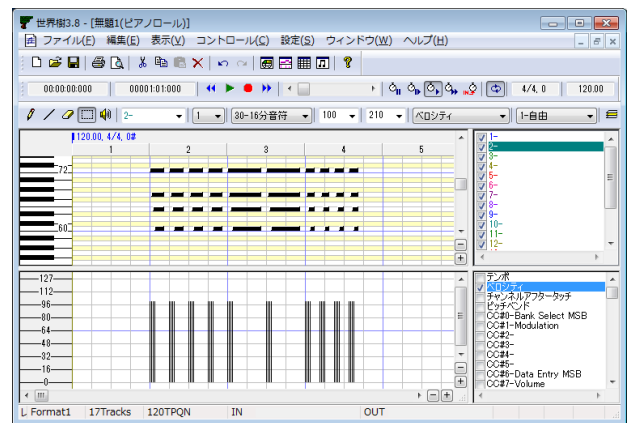 世界樹3.8 - [無題1(ピアノロール)]
ファイル(F) 編集(E) 表示(V) コントロール(C) 設定(S) ウィンドウ(W) ヘルプ(H)
00:00:00:000 00001:01:000 4/4, 0 120.00
2- 1 30-16分音符 100 210 ベロシティ 1-自由
120.00, 4/4, 0#
1 2 3 4 5
72
60
1-
2-
3-
4-
5-
6-
7-
8-
9-
10-
11-
12-
127
112
96
80
64
48
32
16
0
テンポ
ベロシティ
チャンネルアフタータッチ
ピッチベンド
CC#0-Bank Select MSB
CC#1-Modulation
CC#2-
CC#3-
CC#4-
CC#5-
CC#6-Data Entry MSB
CC#7-Volume
Format1 17Tracks 120TPQN IN OUT